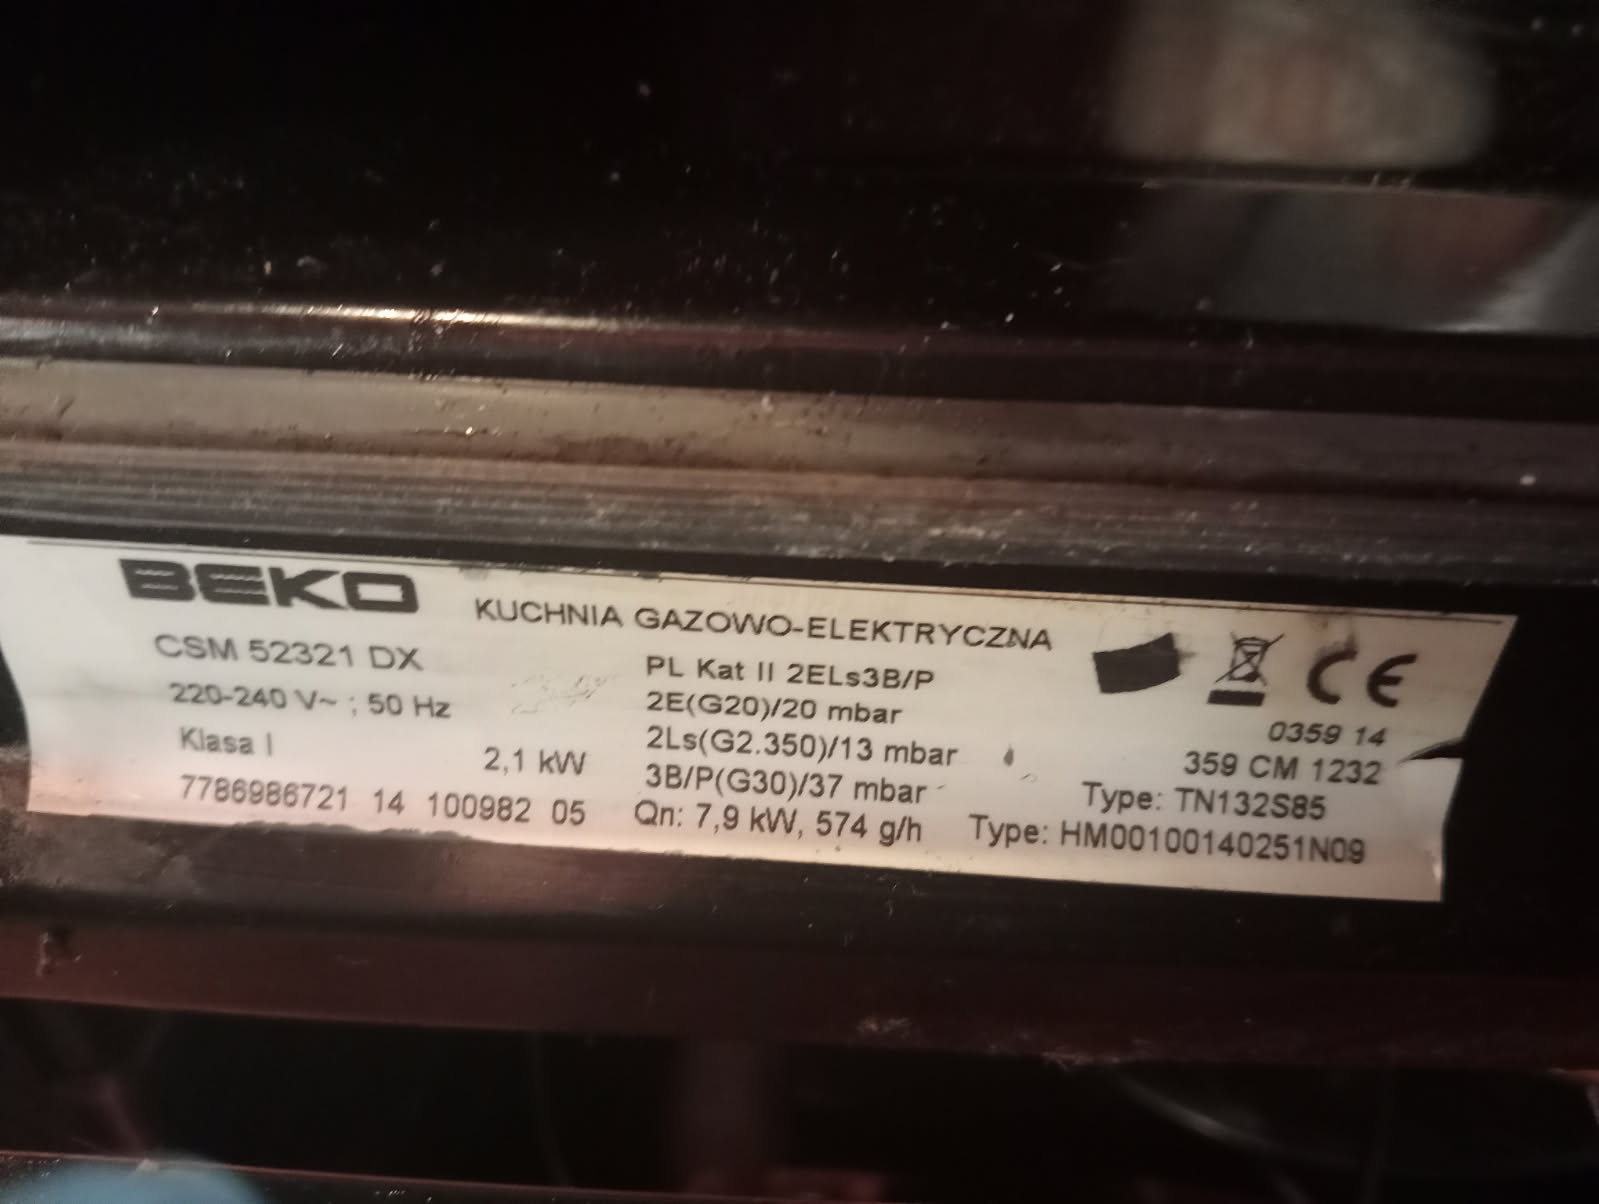 BEKO
KUCHNIA GAZOWO-ELEKTRYCZNA
CSM 52321 DX
220-240 V~ ; 50 Hz
Klasa I
2,1 kW
7786986721 14 100982 05
PL Kat II 2ELs3B/P
2E(G20)/20 mbar
2Ls(G2.350)/13 mbar
3B/P(G30)/37 mbar
Qn: 7,9 kW, 574 g/h
CE
0359 14
359 CM 1232
Type: TN132S85
Type: HM00100140251N09